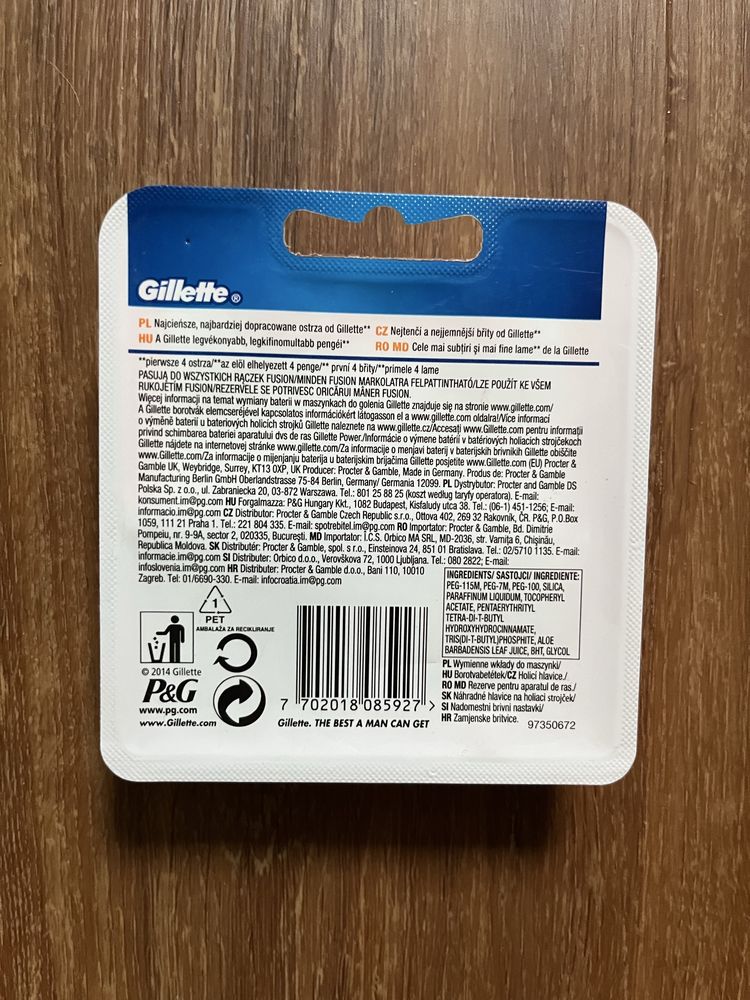 Gillette®
PL Najcieńsze, najbardziej dopracowane ostrza od Gillette** CZ Nejtenčí a nejjemnější břity od Gillette**
HU A Gillette legvékonyabb, legkifinomultabb pengéi** RO MD Cele mai subțiri și mai fine lame** de la Gillette
**pierwsze 4 ostrza/**az elöl elhelyezett 4 penge/** první 4 břity/**primele 4 lame
PASUJĄ DO WSZYSTKICH RĄCZEK FUSION/MINDEN FUSION MARKOLATRA FELPATTINTHATÓ/LZE POUŽÍT KE VŠEM
RUKOJETÍM FUSION/REZERVELE SE POTRIVESC ORICĂRUI MÂNER FUSION.
Więcej informacji na temat wymiany baterii w maszynkach do golenia Gillette znajduje się na stronie www.gillette.com/
A Gillette borotvák elemcseréjével kapcsolatos információkért látogasson el a www.gillette.com oldalra!/Více informací
o výměně baterií u bateriových holicích strojků Gillette naleznete na www.gillette.cz/Accesați www.Gillette.com pentru informații
privind schimbarea bateriei aparatului dvs de ras Gillette Power./Informácie o výmene batérií v batériových holiacich strojčekoch
Gillette nájdete na internetovej stránke www.gillette.com/Za informacije o menjavi baterij v baterijskih brivnikih Gillette obiščite
www.Gillette.com/Za informacije o mijenjanju baterija u baterijskim brijačima Gillette posjetite www.Gillette.com (EU) Procter &
Gamble UK, Weybridge, Surrey, KT13 0XP, UK Producer: Procter & Gamble, Made in Germany. Produs de: Procter & Gamble
Manufacturing Berlin GmbH Oberlandstrasse 75-84 Berlin, Germany/ Germania 12099. PL Dystrybutor: Procter and Gamble DS
Polska Sp. z o.o., ul. Zabraniecka 20, 03-872 Warszawa. Tel.: 801 25 88 25 (koszt według taryfy operatora). E-mail:
konsument.im@pg.com HU Forgalmazza: P&G Hungary Kkt., 1082 Budapest, Kisfaludy utca 38. Tel.: (06-1) 451-1256; E-mail:
informacio.im@pg.com CZ Distributor: Procter & Gamble Czech Republic s.r.o., Ottova 402, 269 32 Rakovník, ČR. P&G, P.O.Box
1059, 111 21 Praha 1. Tel.: 221 804 335. E-mail: spotrebitel.im@pg.com RO Importator: Procter & Gamble, Bd. Dimitrie
Pompeiu, nr. 9-9A, sector 2, 020335, București. MD Importator: I.C.S. Orbico MA SRL, MD-2036, str. Varnița 6, Chișinău,
Republica Moldova. SK Distributér: Procter & Gamble, spol. s r.o., Einsteinova 24, 851 01 Bratislava. Tel.: 02/5710 1135. E-mail:
informacie.im@pg.com SI Distributer: Orbico d.o.o., Verovškova 72, 1000 Ljubljana. Tel.: 080 2822; E-mail:
infoslovenia.im@pg.com HR Distributer: Procter & Gamble d.o.o., Bani 110, 10010
Zagreb. Tel: 01/6690-330. E-mail: infocroatia.im@pg.com
INGREDIENTS/ SASTOJCI/ INGREDIENTE:
PEG-115M, PEG-7M, PEG-100, SILICA,
PARAFFINUM LIQUIDUM, TOCOPHERYL
ACETATE, PENTAERYTHRITYL
TETRA-DI-T-BUTYL
HYDROXYHYDROCINNAMATE,
TRIS(DI-T-BUTYL)PHOSPHITE, ALOE
BARBADENSIS LEAF JUICE, BHT, GLYCOL
1
PET
AMBALAŽA ZA RECIKLIRANJE
© 2014 Gillette
P&G
www.pg.com
www.Gillette.com
7 702018 085927 >
Gillette. THE BEST A MAN CAN GET
PL Wymienne wkłady do maszynki/
HU Borotvabetétek/CZ Holicí hlavice./
RO MD Rezerve pentru aparatul de ras./
SK Náhradné hlavice na holiaci strojček/
SI Nadomestni brivni nastavki/
HR Zamjenske britvice.
97350672